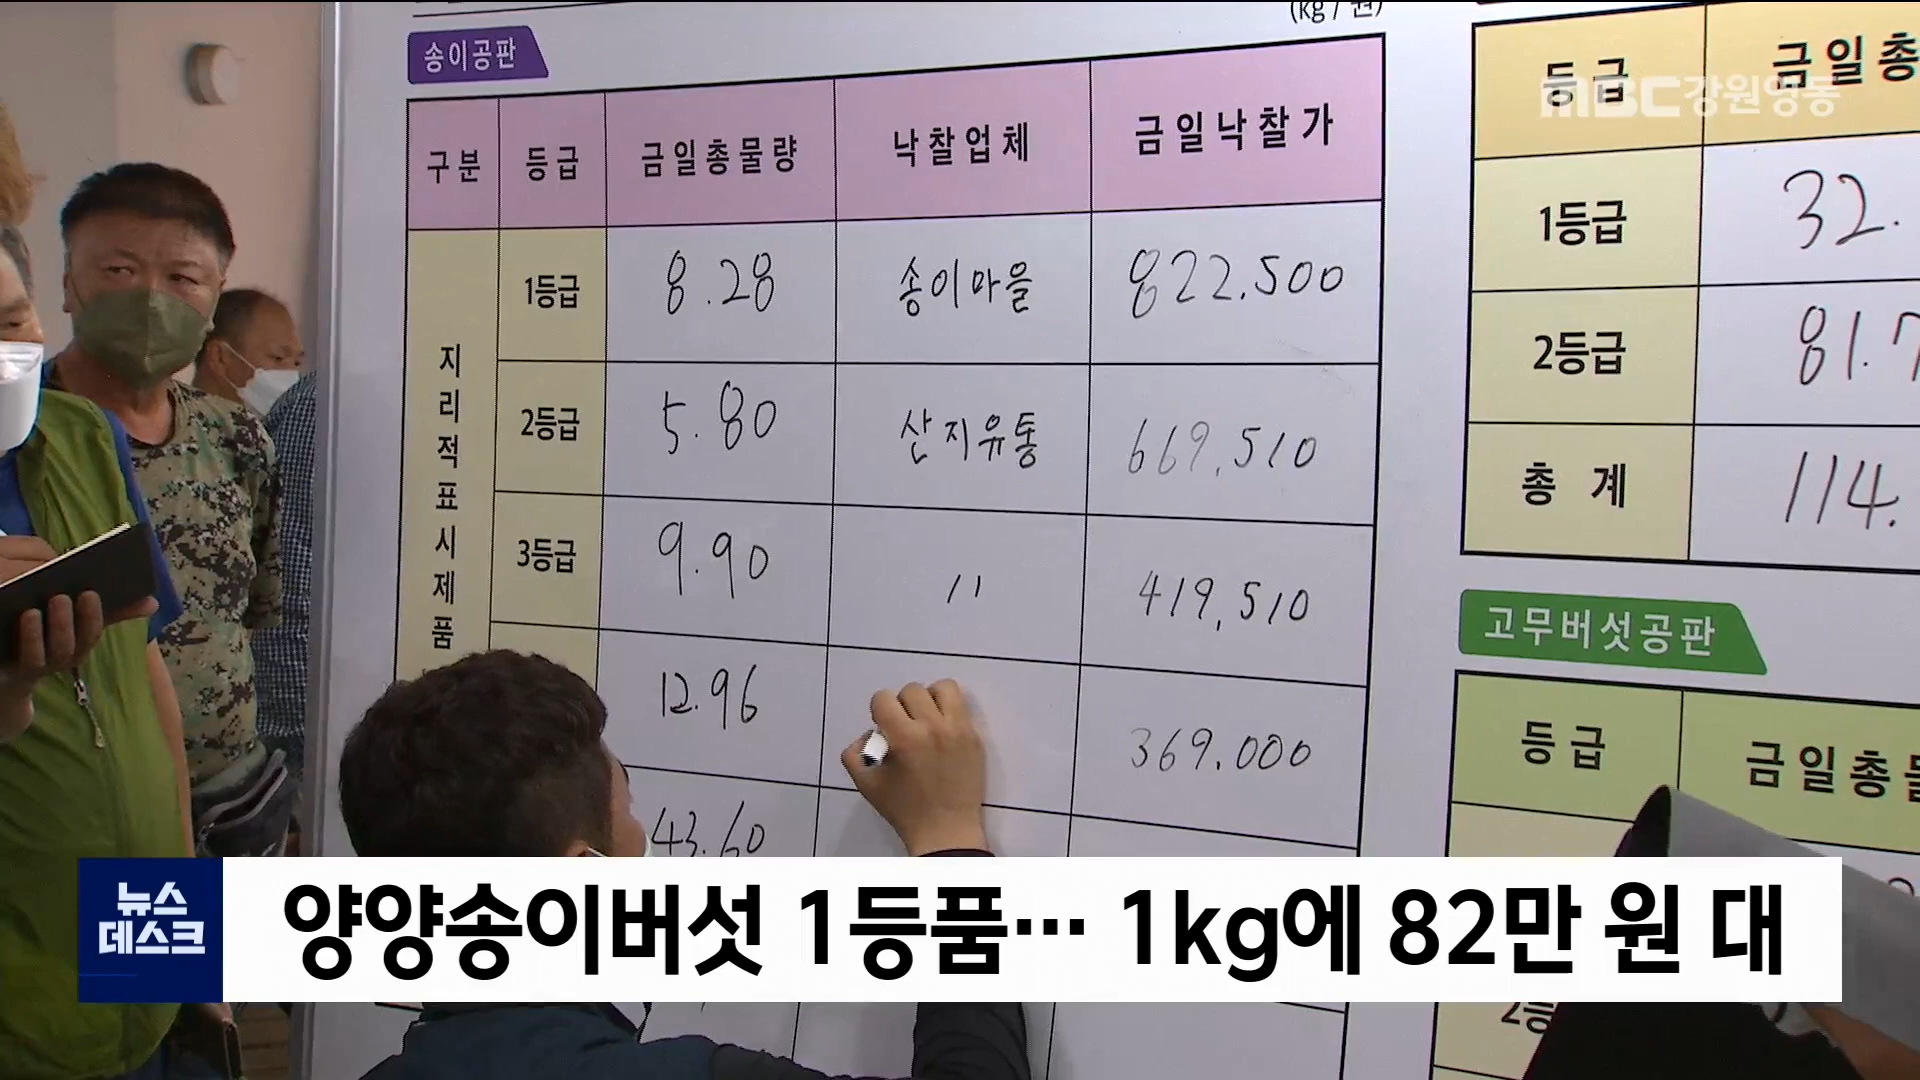 (kg / 원)
송이공판
구분 등급 금일총물량 낙찰업체 금일낙찰가
지리적표시제품
1등급 8.28 송이마을 822,500
2등급 5.80 산지유통 669,510
3등급 9.90 〃 419,510
12.96 369,000
43.60
등급 금일총
1등급 32.
2등급 81.7
총 계 114.
고무버섯공판
등급 금일총물
2등
MBC강원영동
뉴스
데스크
양양송이버섯 1등품… 1kg에 82만 원 대